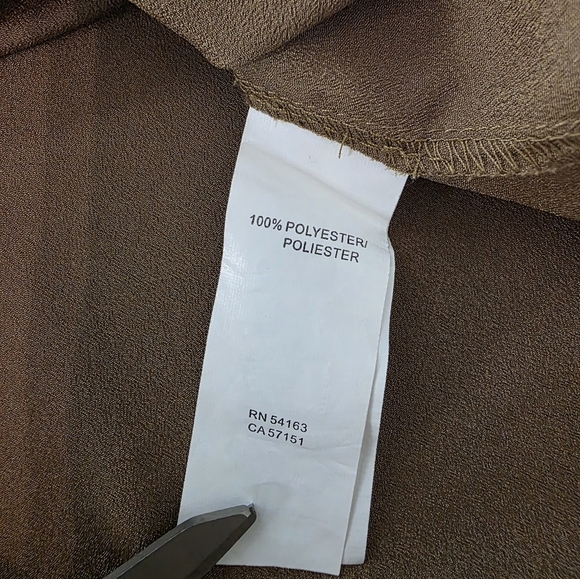 100% POLYESTER/
POLIESTER
RN 54163
CA 57151